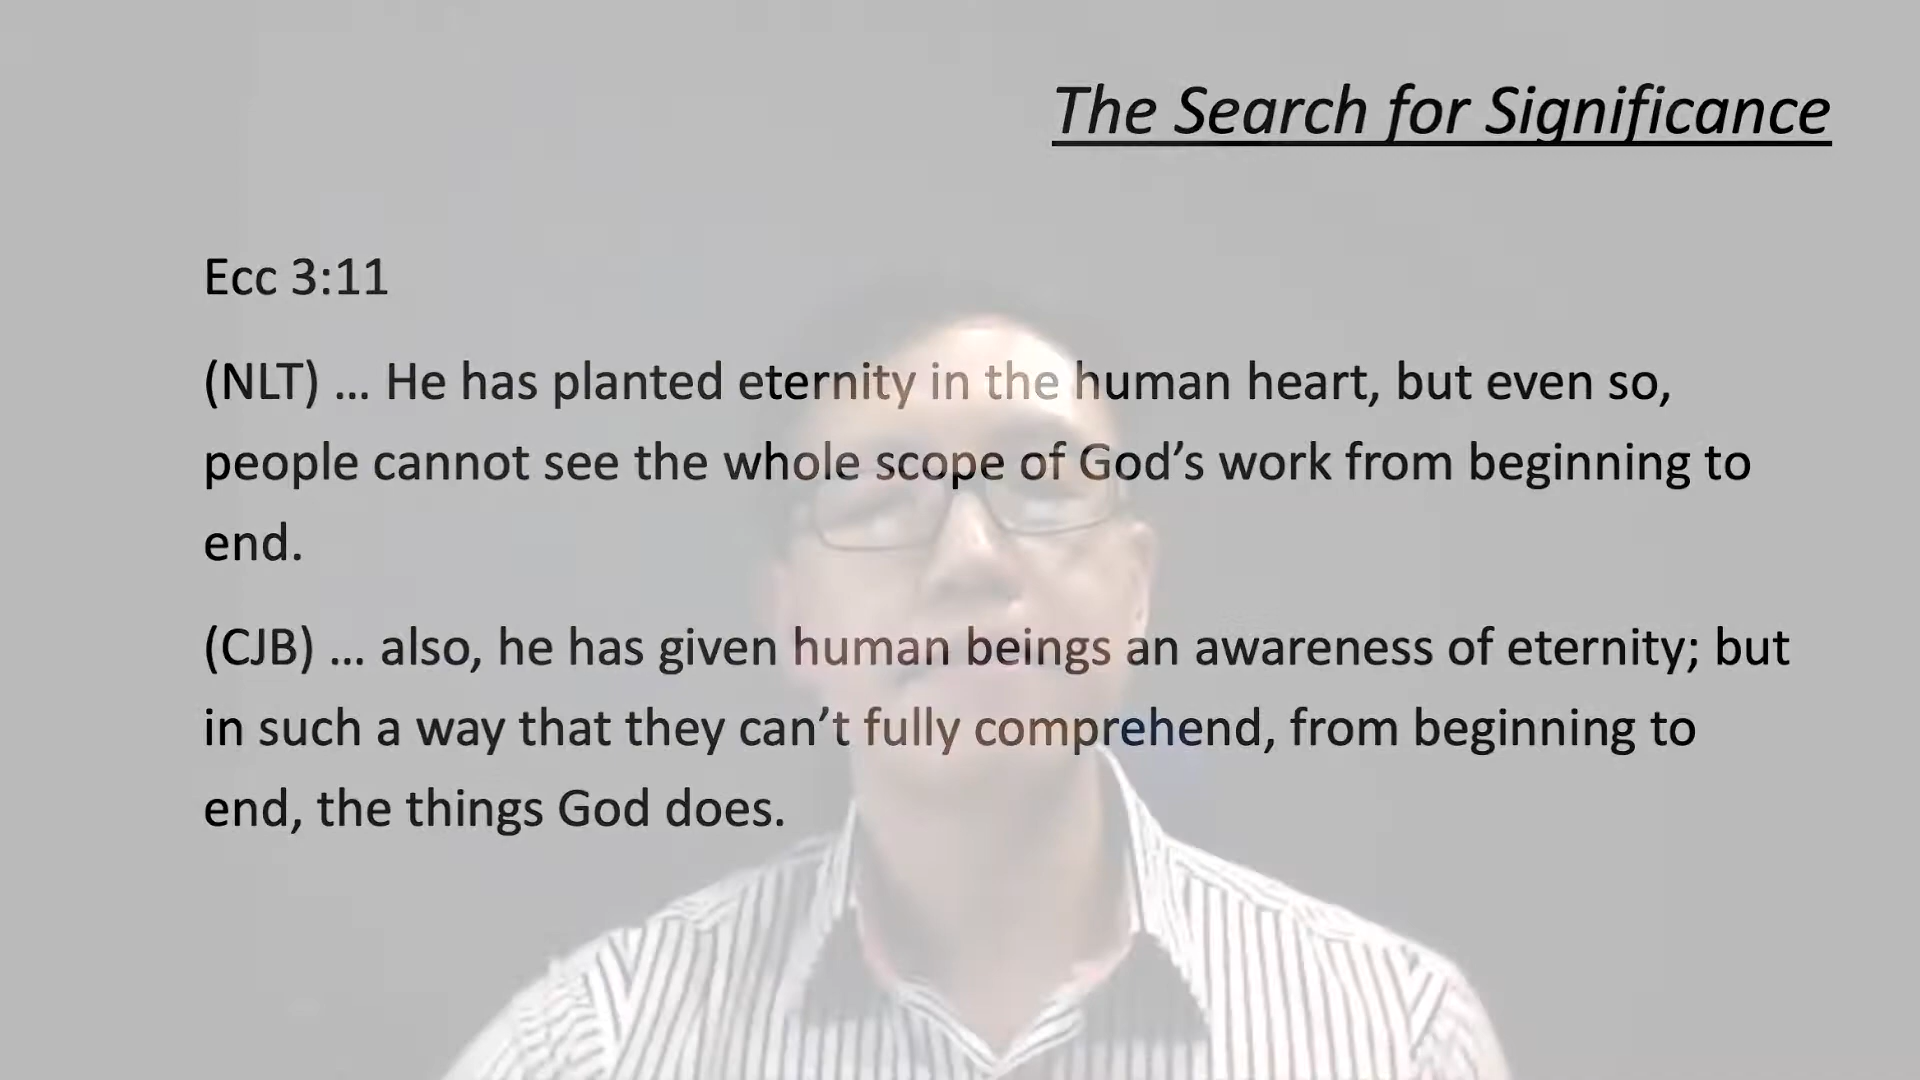 The Search for Significance
Ecc 3:11
(NLT) … He has planted eternity in the human heart, but even so,
people cannot see the whole scope of God’s work from beginning to
end.
(CJB) … also, he has given human beings an awareness of eternity; but
in such a way that they can’t fully comprehend, from beginning to
end, the things God does.